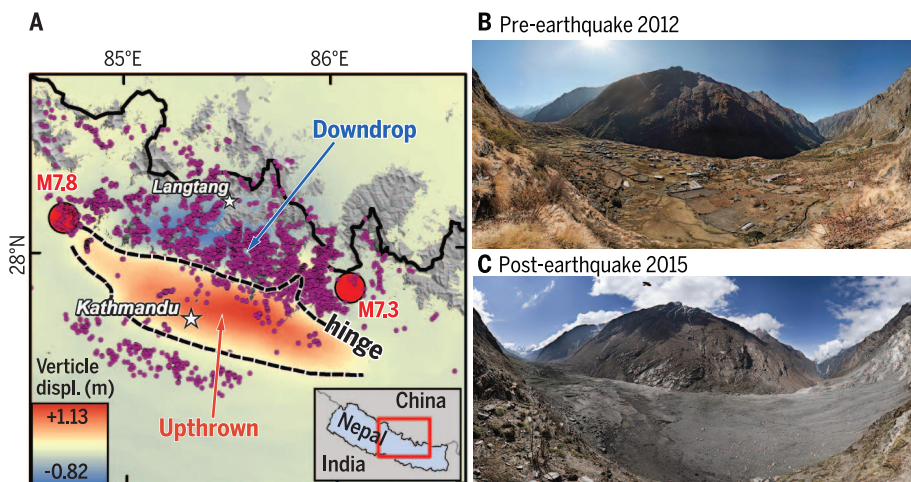 A
85°E 86°E
Downdrop
M7.8
Langtang
28°N
Kathmandu
M7.3
hinge
Verticle
displ. (m)
+1.13
-0.82
Upthrown
China
Nepal
India
B Pre-earthquake 2012
C Post-earthquake 2015